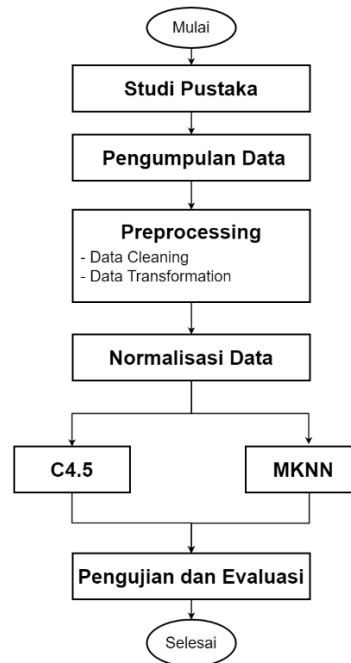 Mulai
Studi Pustaka
Pengumpulan Data
Preprocessing
- Data Cleaning
- Data Transformation
Normalisasi Data
C4.5
MKNN
Pengujian dan Evaluasi
Selesai